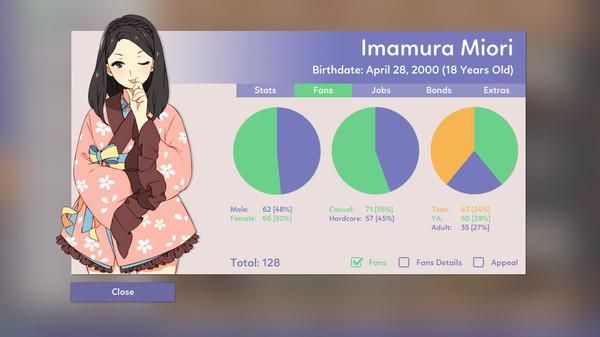 Imamura Miori
Birthdate: April 28, 2000 (18 Years Old)
Stats Fans Jobs Bonds Extras
Male: 62 [48%] Casual: 71 [55%] Teen: 43 [34%]
Female: 66 [52%] Hardcore: 57 [45%] YA: 50 [39%]
Adult: 35 [27%]
Total: 128 Fans Fans Details Appeal
Close